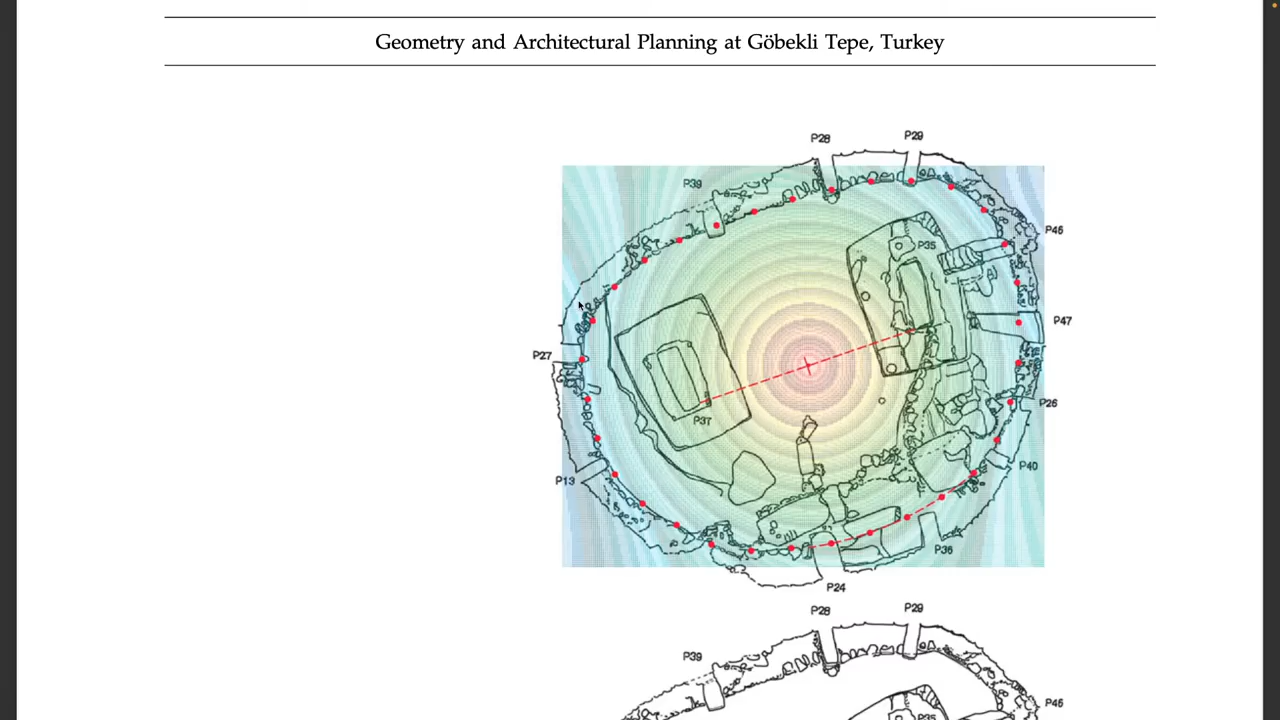 Geometry and Architectural Planning at Göbekli Tepe, Turkey
P28
P29
P39
P46
P35
P47
P27
P26
P37
P40
P13
P36
P24
P28
P29
P39
P46
P35